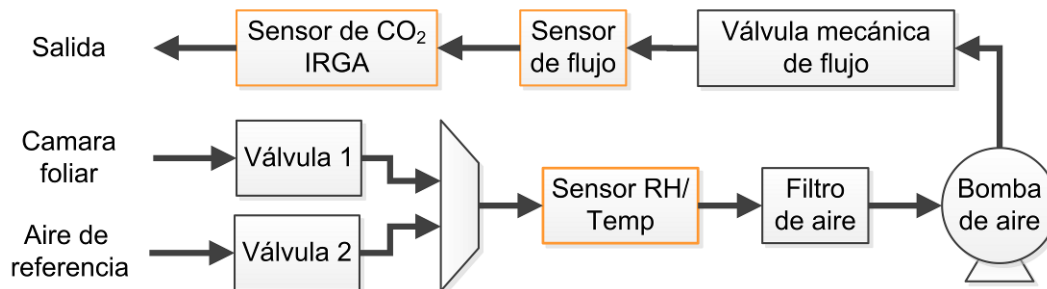 Salida
Sensor de CO₂
IRGA
Sensor
de flujo
Válvula mecánica
de flujo
Camara
foliar
Válvula 1
Aire de
referencia
Válvula 2
Sensor RH/
Temp
Filtro
de aire
Bomba
de aire